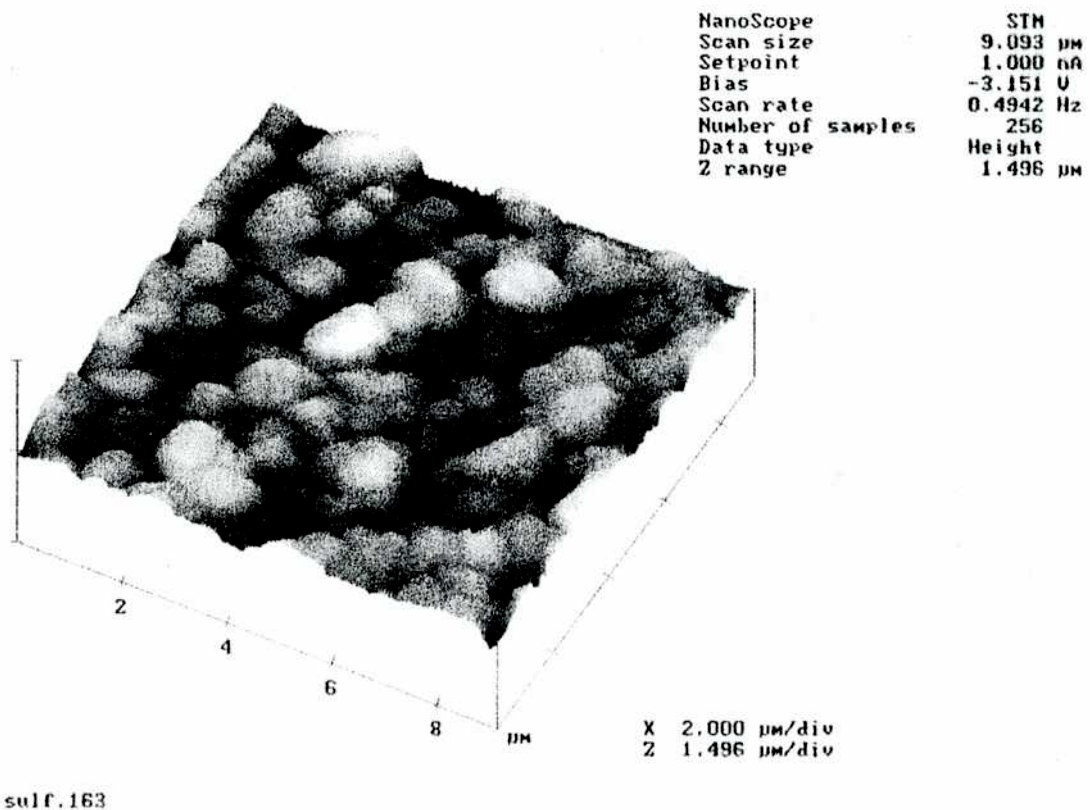 NanoScope STM
Scan size 9.093 µm
Setpoint 1.000 nA
Bias -3.151 V
Scan rate 0.4942 Hz
Number of samples 256
Data type Height
Z range 1.496 µm
2
4
6
8
µm
X 2.000 µm/div
Z 1.496 µm/div
sulf.163